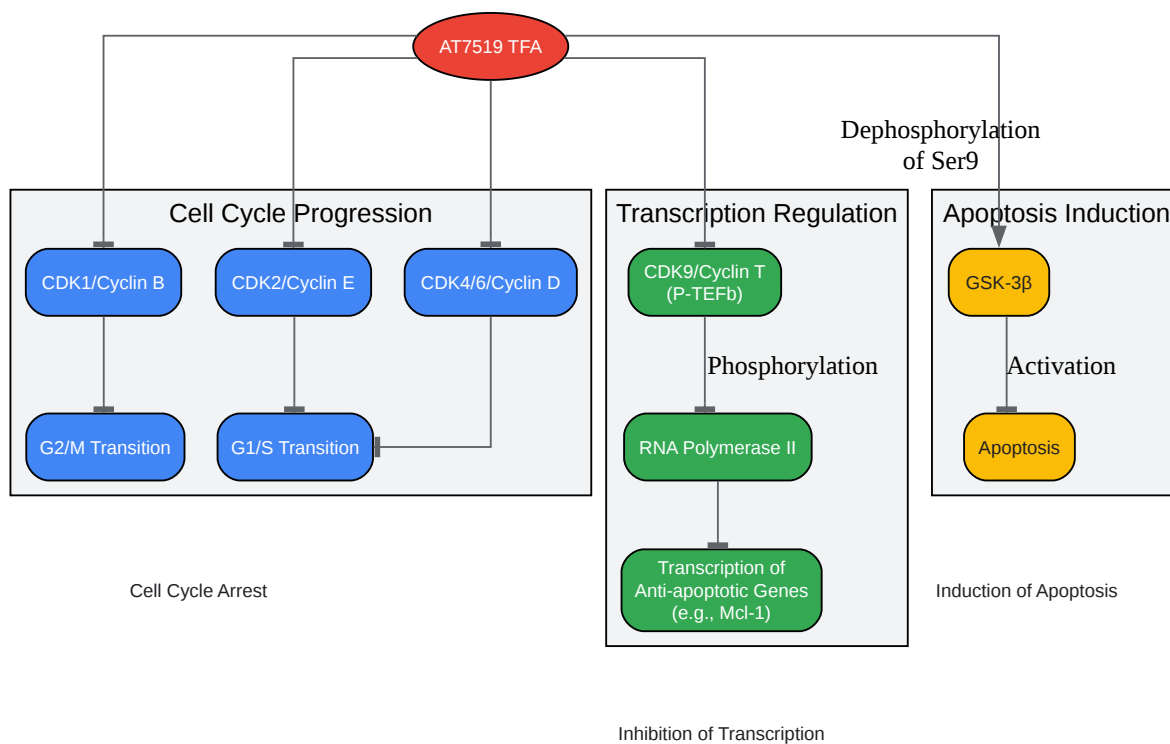 AT7519 TFA
Dephosphorylation
of Ser9
Cell Cycle Progression
Transcription Regulation
Apoptosis Induction
CDK1/Cyclin B
CDK2/Cyclin E
CDK4/6/Cyclin D
CDK9/Cyclin T
(P-TEFb)
GSK-3β
Phosphorylation
Activation
G2/M Transition
G1/S Transition
RNA Polymerase II
Apoptosis
Transcription of
Anti-apoptotic Genes
(e.g., Mcl-1)
Cell Cycle Arrest
Induction of Apoptosis
Inhibition of Transcription